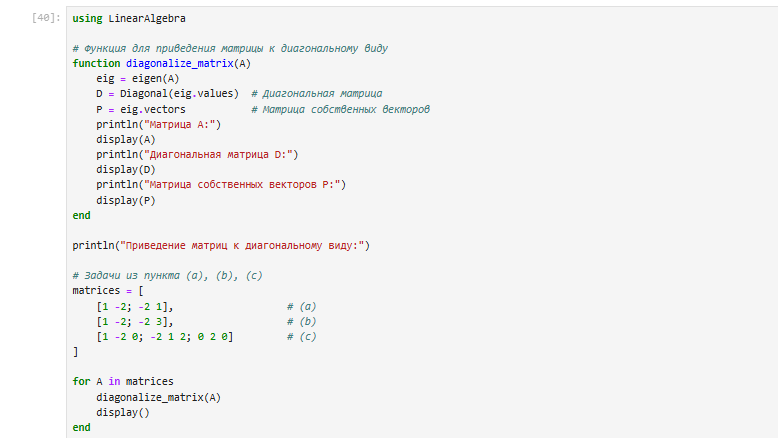 [40]:
using LinearAlgebra
# Функция для приведения матрицы к диагональному виду
function diagonalize_matrix(A)
    eig = eigen(A)
    D = Diagonal(eig.values)  # Диагональная матрица
    P = eig.vectors           # Матрица собственных векторов
    println("Матрица A:")
    display(A)
    println("Диагональная матрица D:")
    display(D)
    println("Матрица собственных векторов P:")
    display(P)
end
println("Приведение матриц к диагональному виду:")
# Задачи из пункта (a), (b), (c)
matrices = [
    [1 -2; -2 1],                   # (a)
    [1 -2; -2 3],                   # (b)
    [1 -2 0; -2 1 2; 0 2 0]         # (c)
]
for A in matrices
    diagonalize_matrix(A)
    display()
end